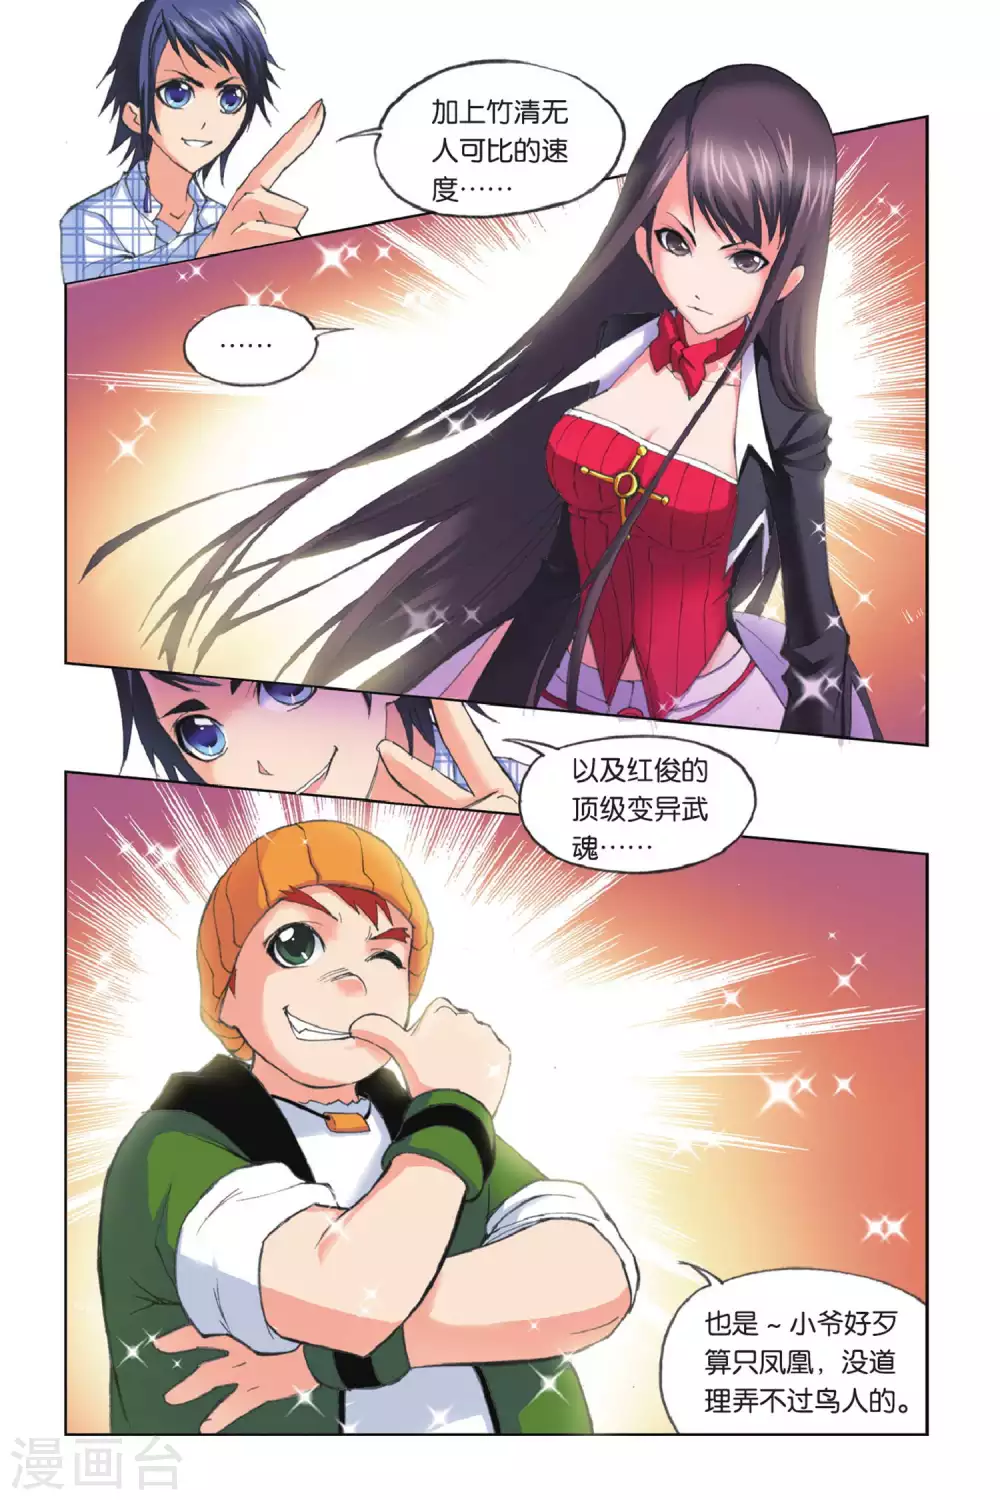 加上竹清无
人可比的速
度……
……
以及红俊的
顶级变异武
魂……
也是～小爷好歹
算只凤凰，没道
理弄不过鸟人的。
漫画台